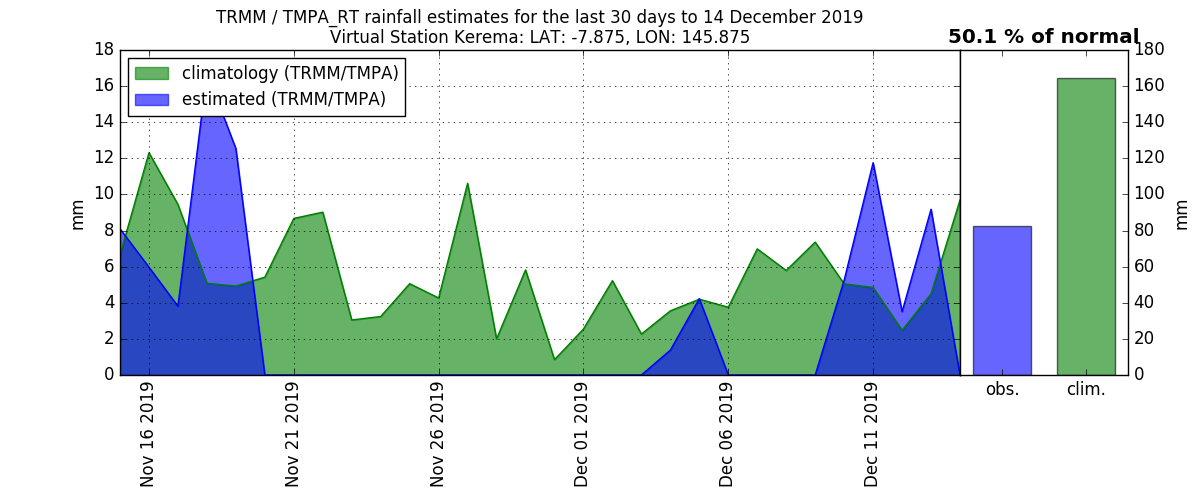 TRMM / TMPA_RT rainfall estimates for the last 30 days to 14 December 2019
Virtual Station Kerema: LAT: -7.875, LON: 145.875
50.1 % of normal
climatology (TRMM/TMPA)
estimated (TRMM/TMPA)
mm
18
16
14
12
10
8
6
4
2
0
Nov 16 2019
Nov 21 2019
Nov 26 2019
Dec 01 2019
Dec 06 2019
Dec 11 2019
obs.
clim.
180
160
140
120
100
80
60
40
20
0
mm